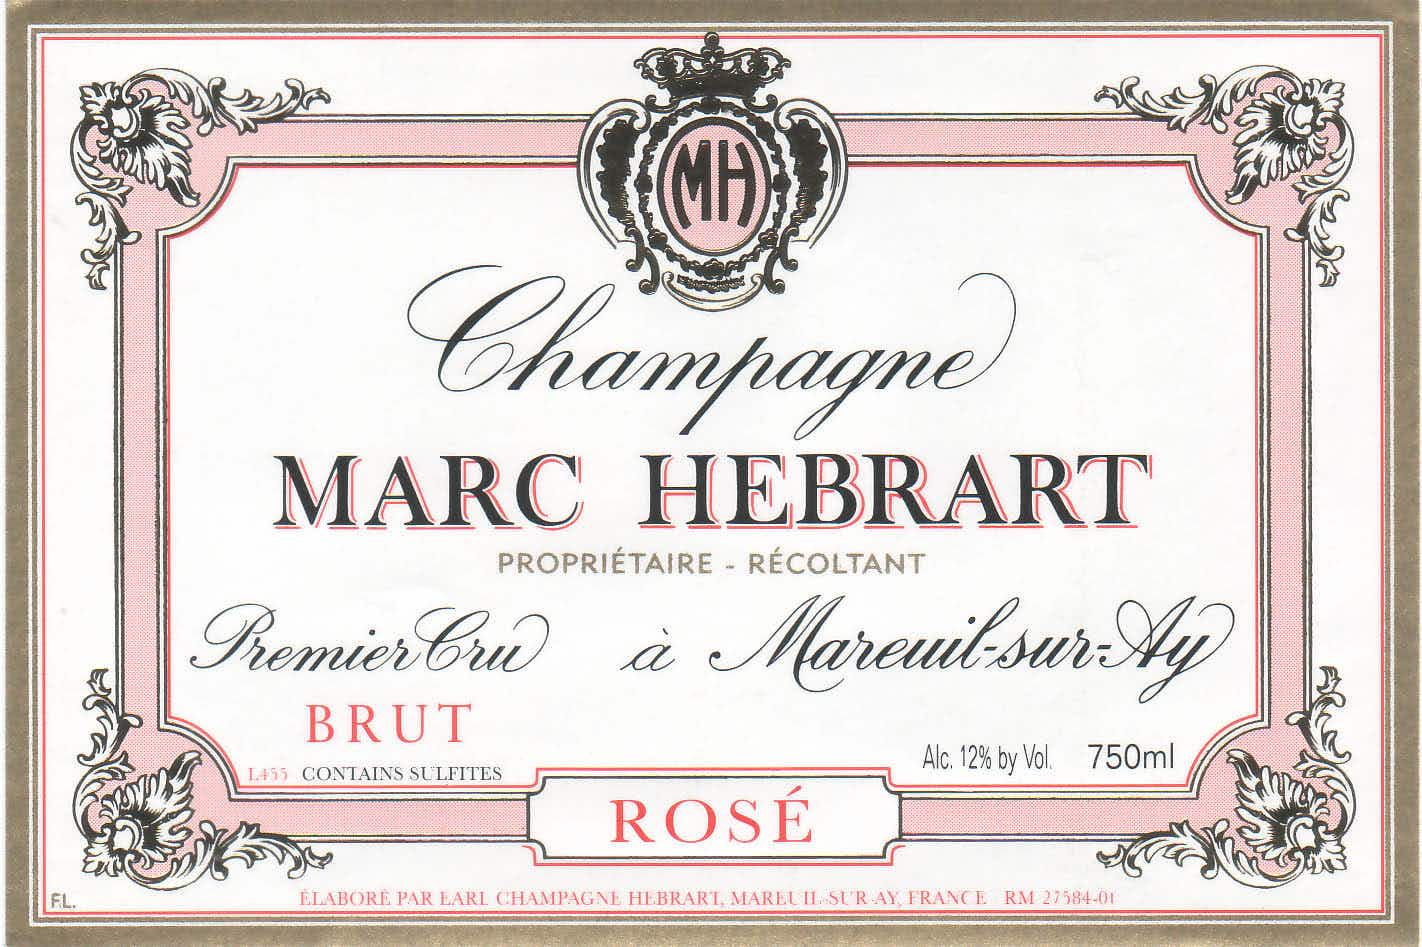 MH
Champagne
MARC HEBRART
PROPRIÉTAIRE - RÉCOLTANT
Premier Cru à Mareuil-sur-Ay
BRUT
Alc. 12% by Vol. 750ml
L455 CONTAINS SULFITES
ROSÉ
ÉLABORÉ PAR EARL CHAMPAGNE HEBRART, MAREUIL-SUR-AY, FRANCE RM 27584-01
F.L.